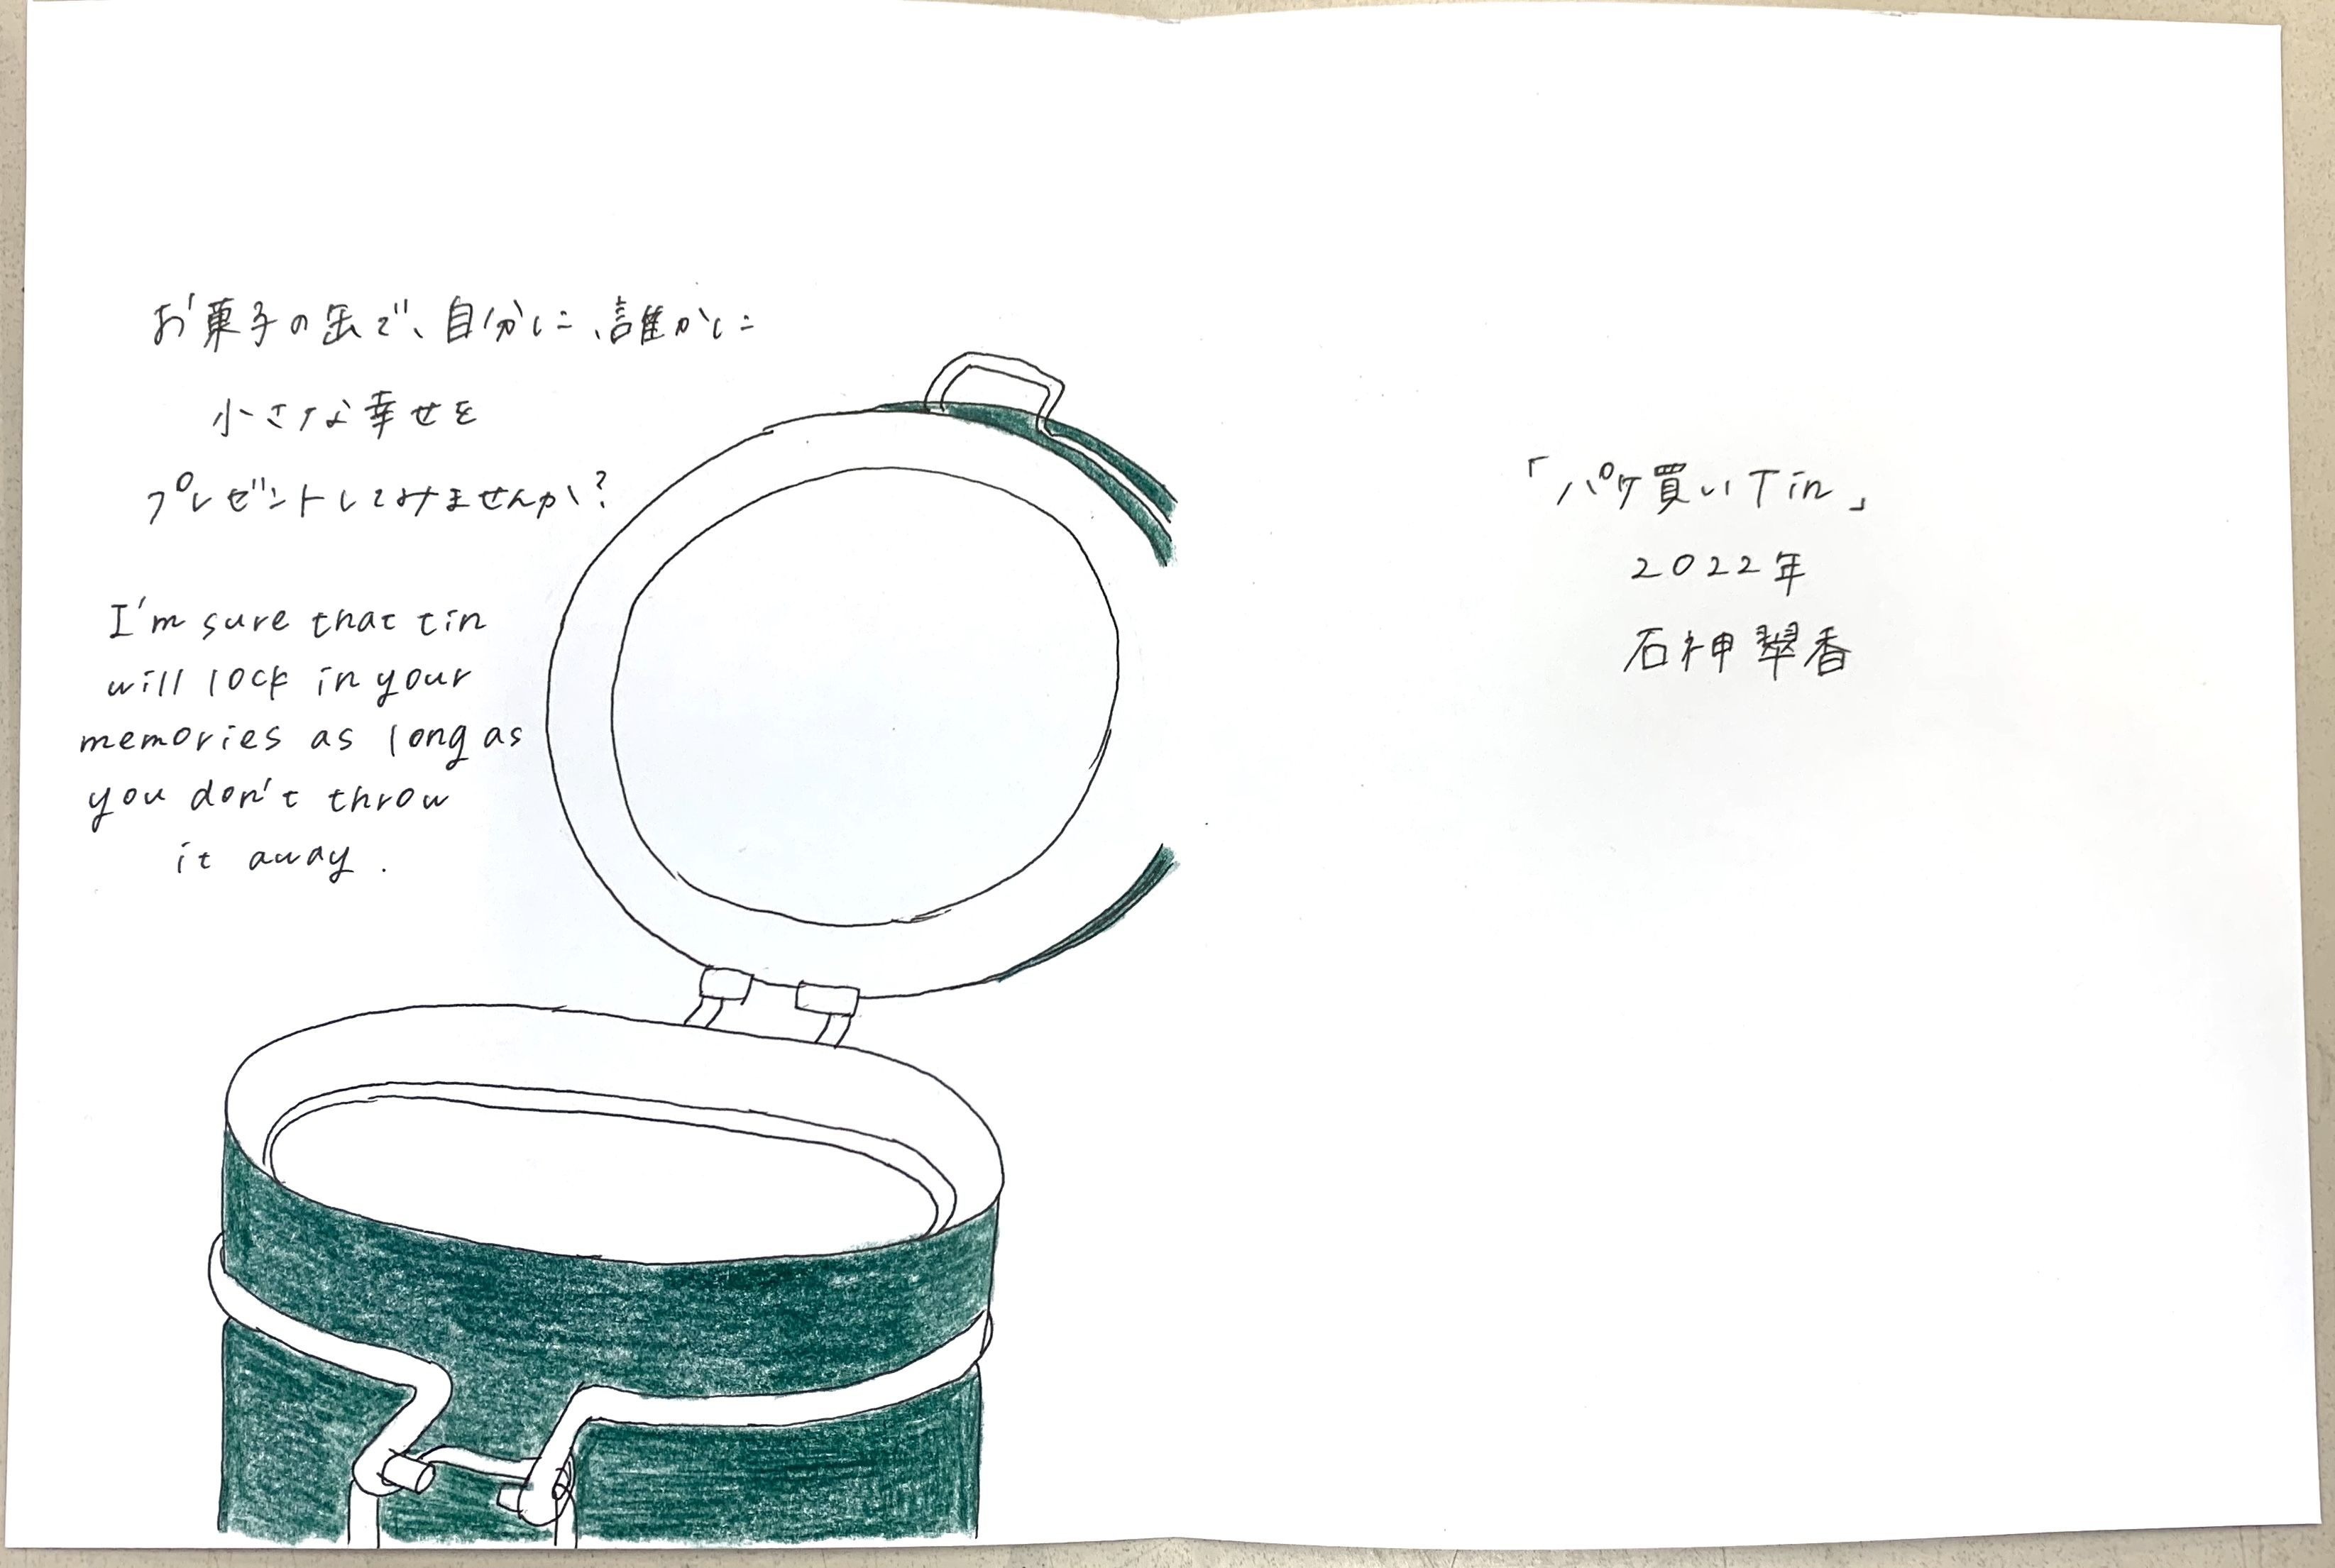 お菓子の缶で、自分に、誰かに
小さな幸せを
プレゼントしてみませんか?
I'm sure that tin
will lock in your
memories as long as
you don't throw
it away.
「パケ買いTin」
2022年
石神翠香